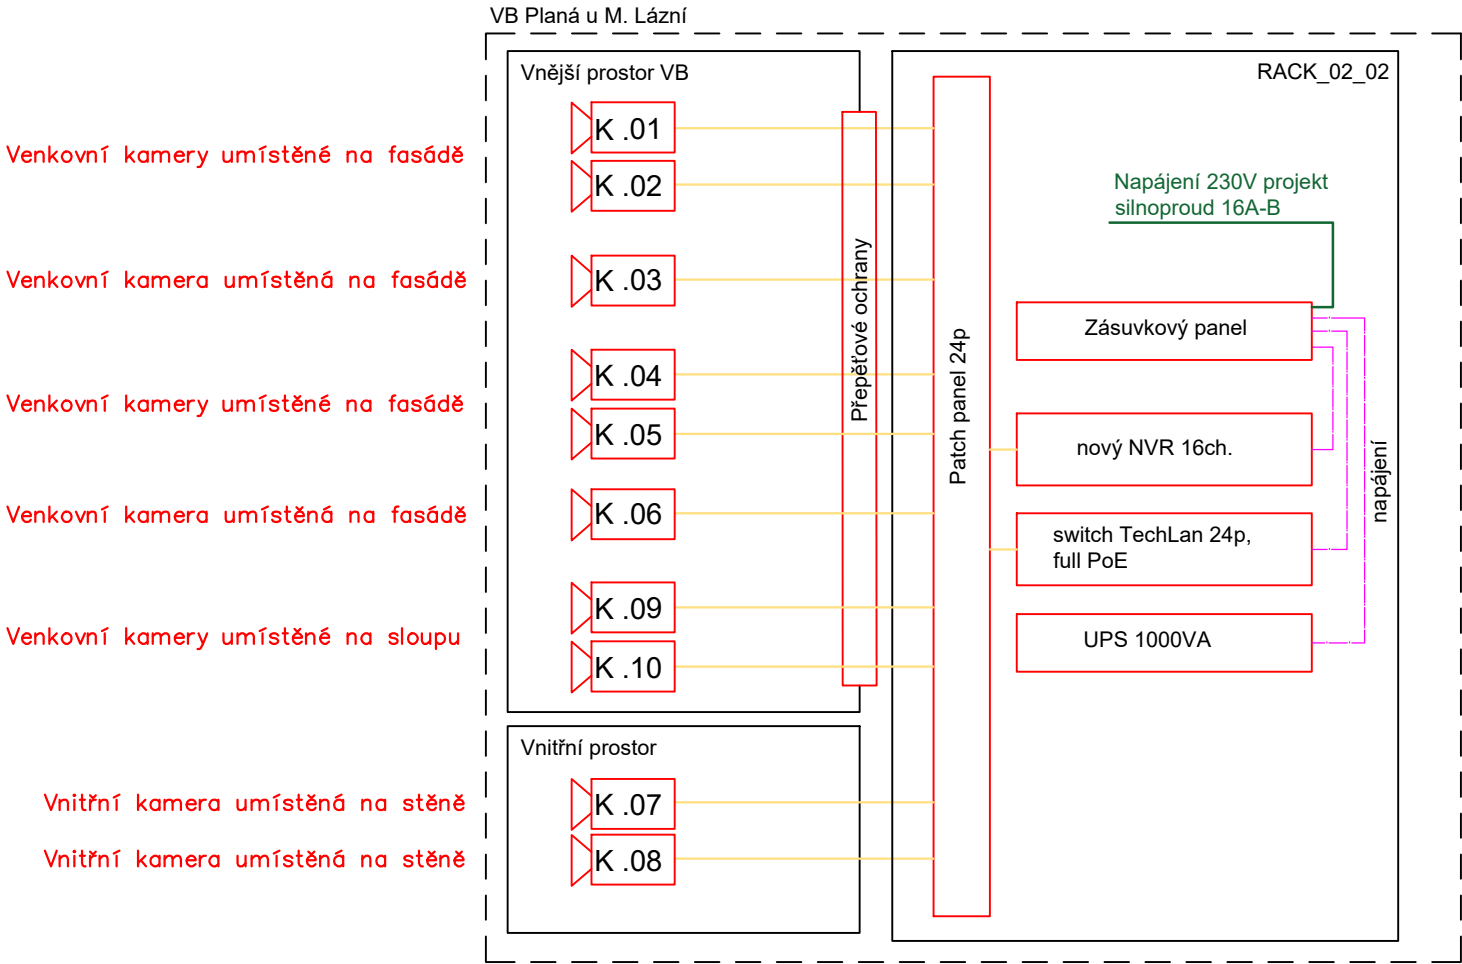 VB Planá u M. Lázní
Vnější prostor VB
RACK_02_02
Venkovní kamery umístěné na fasádě
K .01
K .02
Venkovní kamera umístěná na fasádě
K .03
Venkovní kamery umístěné na fasádě
K .04
K .05
Venkovní kamera umístěná na fasádě
K .06
Venkovní kamery umístěné na sloupu
K .09
K .10
Přepěťové ochrany
Patch panel 24p
Napájení 230V projekt
silnoproud 16A-B
Zásuvkový panel
nový NVR 16ch.
switch TechLan 24p,
full PoE
UPS 1000VA
napájení
Vnitřní prostor
Vnitřní kamera umístěná na stěně
K .07
Vnitřní kamera umístěná na stěně
K .08